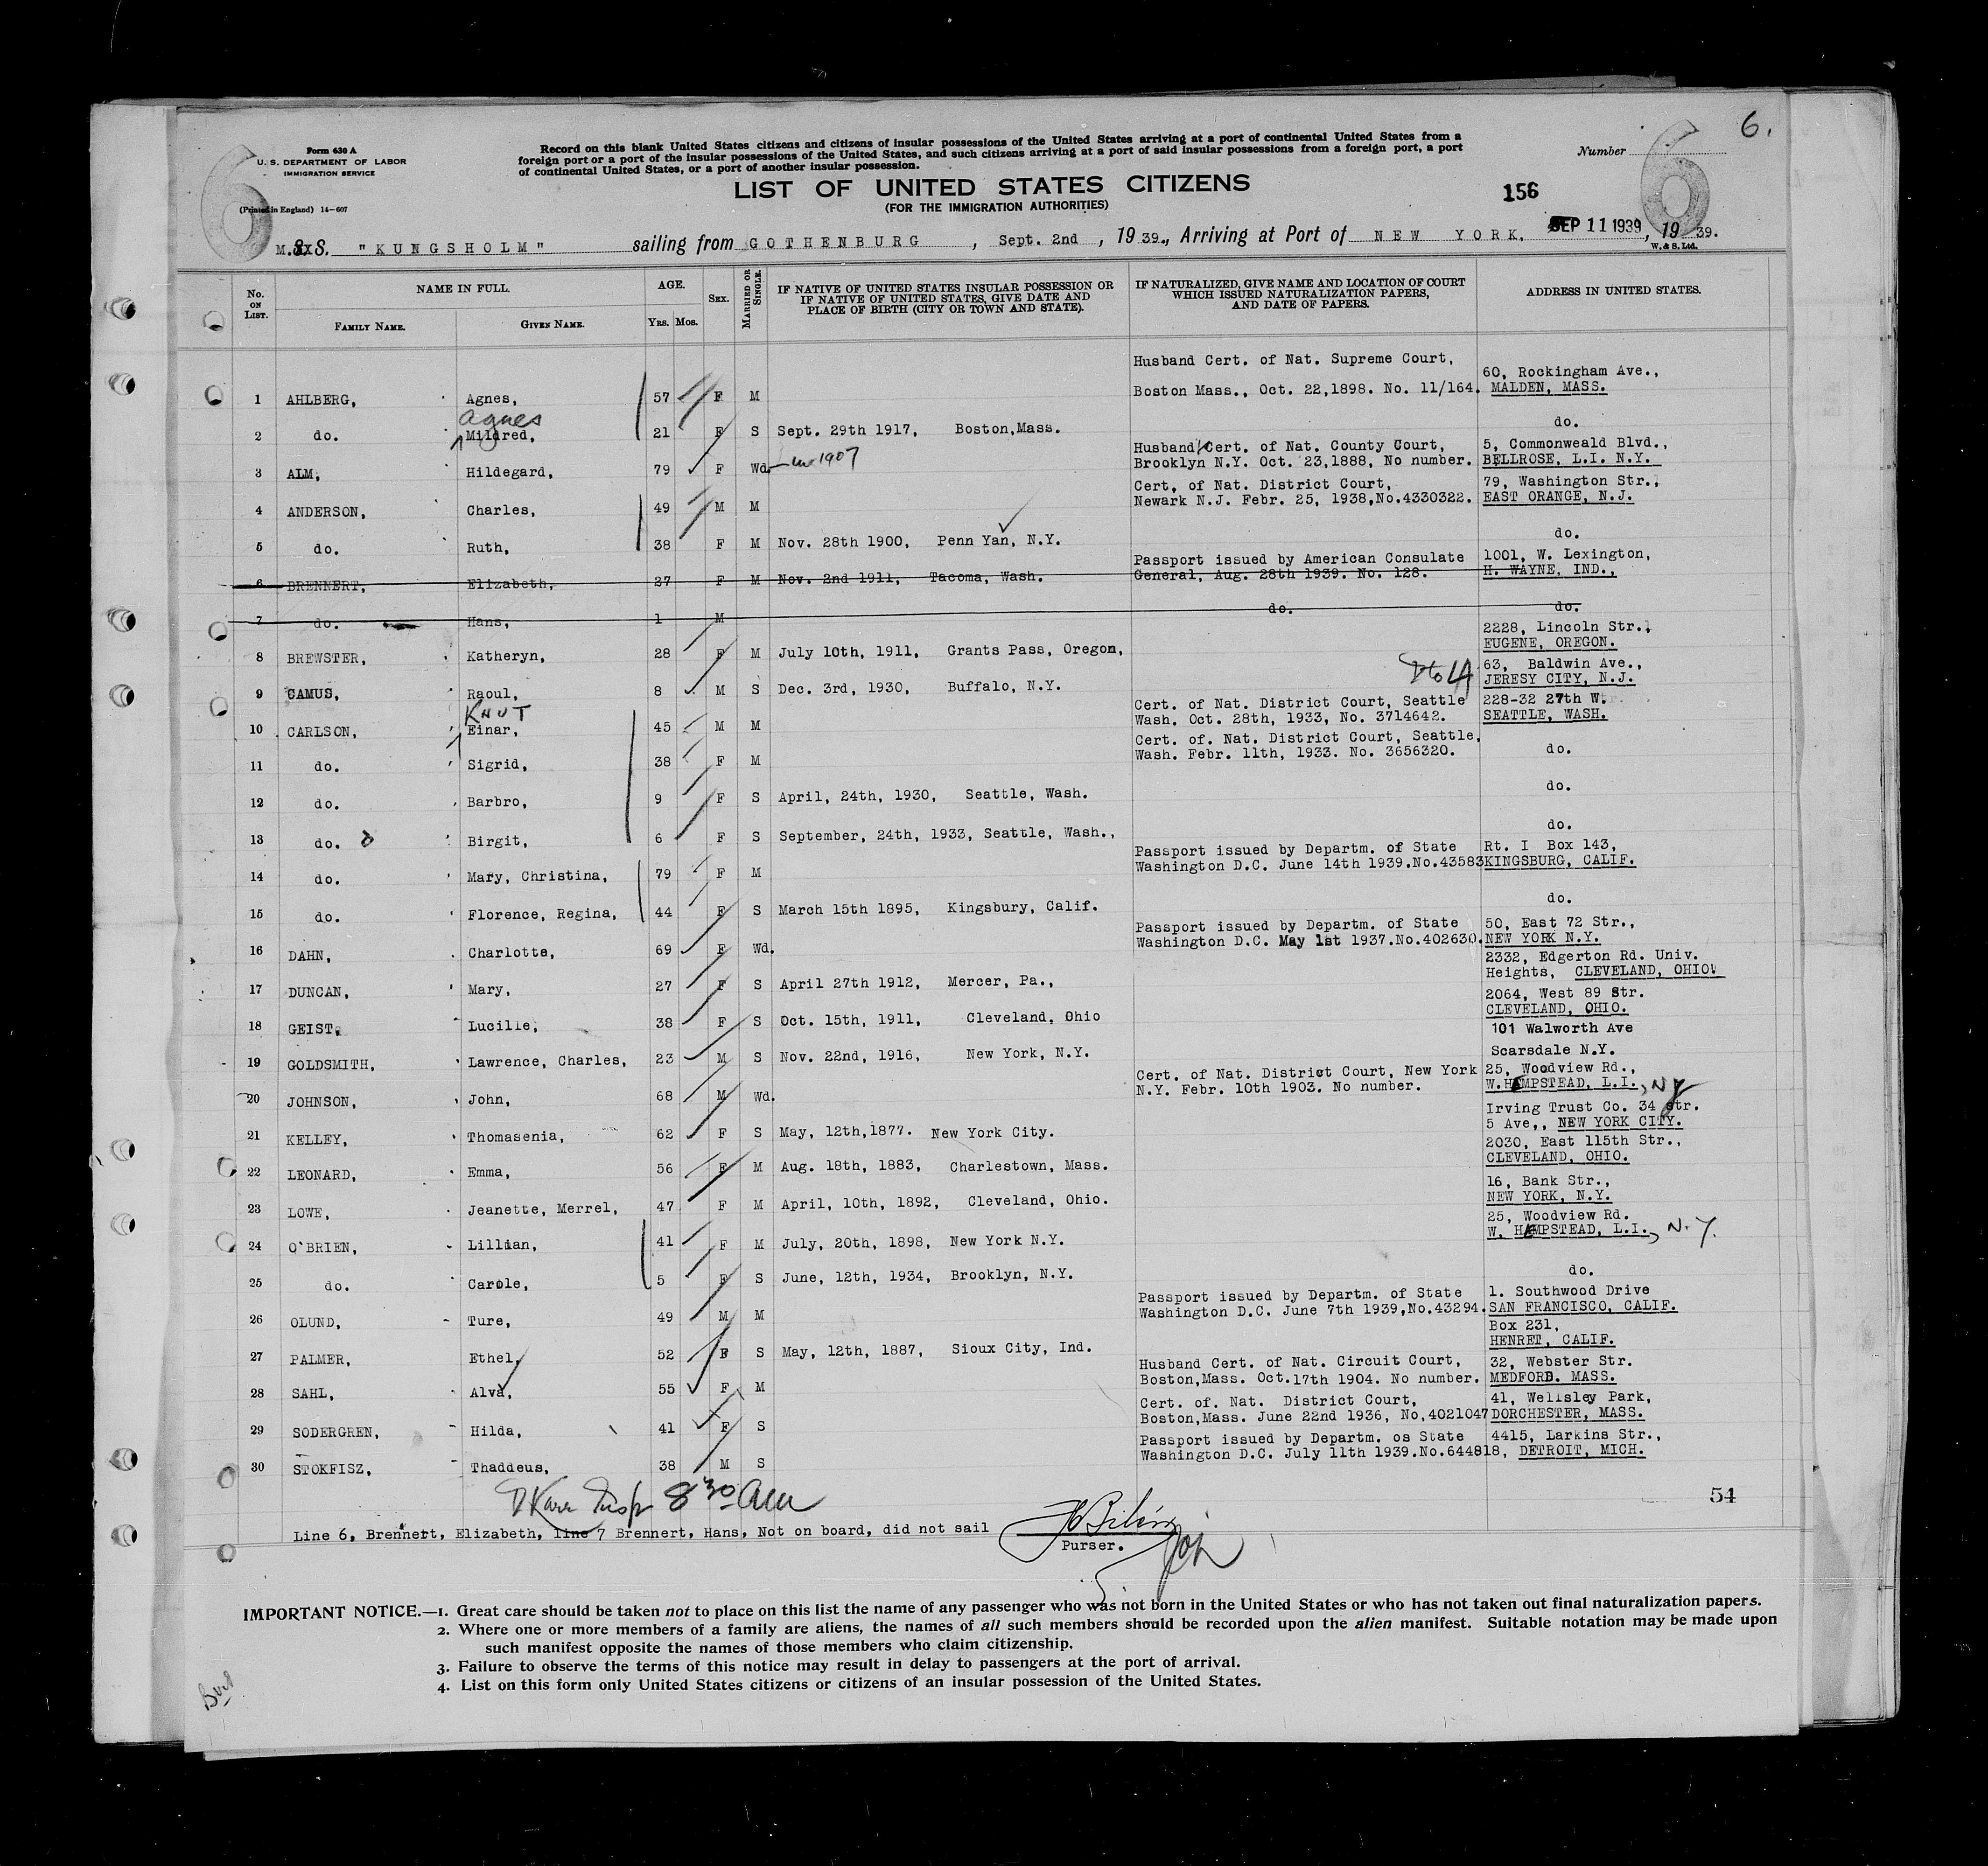 6.
Form 630 A
U. S. DEPARTMENT OF LABOR
IMMIGRATION SERVICE
(Printed in England) 14-607
Record on this blank United States citizens and citizens of insular possessions of the United States arriving at a port of continental United States from a
foreign port or a port of the insular possessions of the United States, and such citizens arriving at a port of said insular possessions from a foreign port, a port
of continental United States, or a port of another insular possession.
Number
6
6
LIST OF UNITED STATES CITIZENS
(FOR THE IMMIGRATION AUTHORITIES)
156
M.S. "KUNGSHOLM" sailing from GOTHENBURG, Sept. 2nd, 1939., Arriving at Port of NEW YORK, SEP 11 1939, 1939.
W. & S. Ltd.
No. ON LIST. NAME IN FULL. AGE. SEX. MARRIED OR SINGLE. IF NATIVE OF UNITED STATES INSULAR POSSESSION OR IF NATIVE OF UNITED STATES, GIVE DATE AND PLACE OF BIRTH (CITY OR TOWN AND STATE). IF NATURALIZED, GIVE NAME AND LOCATION OF COURT WHICH ISSUED NATURALIZATION PAPERS, AND DATE OF PAPERS. ADDRESS IN UNITED STATES.
FAMILY NAME. GIVEN NAME. YRS. MOS.
1 AHLBERG, Agnes, 57 F M Husband Cert. of Nat. Supreme Court, Boston Mass., Oct. 22,1898. No. 11/164. 60, Rockingham Ave., MALDEN, MASS.
agnes
2 do. Mildred, 21 F S Sept. 29th 1917, Boston,Mass. do.
3 ALM, Hildegard, 79 F Wd. in 1907 Husband Cert. of Nat. County Court, Brooklyn N.Y. Oct. 23,1888, No number. 5, Commonweald Blvd., BELLROSE, L.I. N.Y.
4 ANDERSON, Charles, 49 M M Cert, of Nat. District Court, Newark N.J. Febr. 25, 1938,No.4330322. 79, Washington Str., EAST ORANGE, N.J.
5 do. Ruth, 38 F M Nov. 28th 1900, Penn Yan, N.Y. do.
6 BRENNERT, Elizabeth, 27 F M Nov. 2nd 1911, Tacoma, Wash. Passport issued by American Consulate General, Aug. 28th 1939. No. 128. 1001, W. Lexington, H. WAYNE, IND.,
7 do. Hans, 1 M do. do.
8 BREWSTER, Katheryn, 28 F M July 10th, 1911, Grants Pass, Oregon, 2228, Lincoln Str., EUGENE, OREGON.
9 CAMUS, Raoul, 8 M S Dec. 3rd, 1930, Buffalo, N.Y. 63, Baldwin Ave., JERESY CITY, N.J.
KNUT
10 CARLSON, Einar, 45 M M Cert. of Nat. District Court, Seattle Wash. Oct. 28th, 1933, No. 3714642. 228-32 27th W. SEATTLE, WASH.
11 do. Sigrid, 38 F M Cert. of. Nat. District Court, Seattle, Wash. Febr. 11th, 1933. No. 3656320. do.
12 do. Barbro, 9 F S April, 24th, 1930, Seattle, Wash. do.
13 do. Birgit, 6 F S September, 24th, 1933, Seattle, Wash., do.
14 do. Mary, Christina, 79 F M Passport issued by Departm. of State Washington D.C. June 14th 1939.No.43583 Rt. I Box 143, KINGSBURG, CALIF.
15 do. Florence, Regina, 44 F S March 15th 1895, Kingsbury, Calif. do.
16 DAHN, Charlotte, 69 F Wd. Passport issued by Departm. of State Washington D.C. May 1st 1937.No.402630. 50, East 72 Str., NEW YORK N.Y.
17 DUNCAN, Mary, 27 F S April 27th 1912, Mercer, Pa., 2332, Edgerton Rd. Univ. Heights, CLEVELAND, OHIO.
18 GEIST, Lucille, 38 F S Oct. 15th, 1911, Cleveland, Ohio 2064, West 89 Str. CLEVELAND, OHIO.
19 GOLDSMITH, Lawrence, Charles, 23 M S Nov. 22nd, 1916, New York, N.Y. 101 Walworth Ave Scarsdale N.Y.
20 JOHNSON, John, 68 M Wd. Cert. of Nat. District Court, New York N.Y. Febr. 10th 1903. No number. 25, Woodview Rd., W.HEMPSTEAD, L.I., NY
21 KELLEY, Thomasenia, 62 F S May, 12th,1877. New York City. Irving Trust Co. 34 str. 5 Ave,, NEW YORK CITY.
22 LEONARD, Emma, 56 F M Aug. 18th, 1883, Charlestown, Mass. 2030, East 115th Str., CLEVELAND, OHIO.
23 LOWE, Jeanette, Merrel, 47 F M April, 10th, 1892, Cleveland, Ohio. 16, Bank Str., NEW YORK, N.Y.
24 O'BRIEN, Lillian, 41 F M July, 20th, 1898, New York N.Y. 25, Woodview Rd. W. HEMPSTEAD, L.I., N.Y.
25 do. Carole, 5 F S June, 12th, 1934, Brooklyn, N.Y. do.
26 OLUND, Ture, 49 M M Passport issued by Departm. of State Washington D.C. June 7th 1939,No.43294. 1. Southwood Drive SAN FRANCISCO, CALIF.
27 PALMER, Ethel, 52 F S May, 12th, 1887, Sioux City, Ind. Box 231, HENRET, CALIF.
28 SAHL, Alva, 55 F M Husband Cert. of Nat. Circuit Court, Boston,Mass. Oct.17th 1904. No number. 32, Webster Str. MEDFORD. MASS.
29 SODERGREN, Hilda, 41 F S Cert. of. Nat. District Court, Boston,Mass. June 22nd 1936, No,4021047 41, Wellsley Park, DORCHESTER, MASS.
30 STOKFISZ, Thaddeus, 38 M S Passport issued by Departm. os State Washington D.C. July 11th 1939.No.644818, 4415, Larkins Str., DETROIT, MICH.
8 30 am
54
Line 6, Brennert, Elizabeth, line 7 Brennert, Hans, Not on board, did not sail
Purser.
IMPORTANT NOTICE.—1. Great care should be taken not to place on this list the name of any passenger who was not born in the United States or who has not taken out final naturalization papers.
2. Where one or more members of a family are aliens, the names of all such members should be recorded upon the alien manifest. Suitable notation may be made upon
such manifest opposite the names of those members who claim citizenship.
3. Failure to observe the terms of this notice may result in delay to passengers at the port of arrival.
4. List on this form only United States citizens or citizens of an insular possession of the United States.